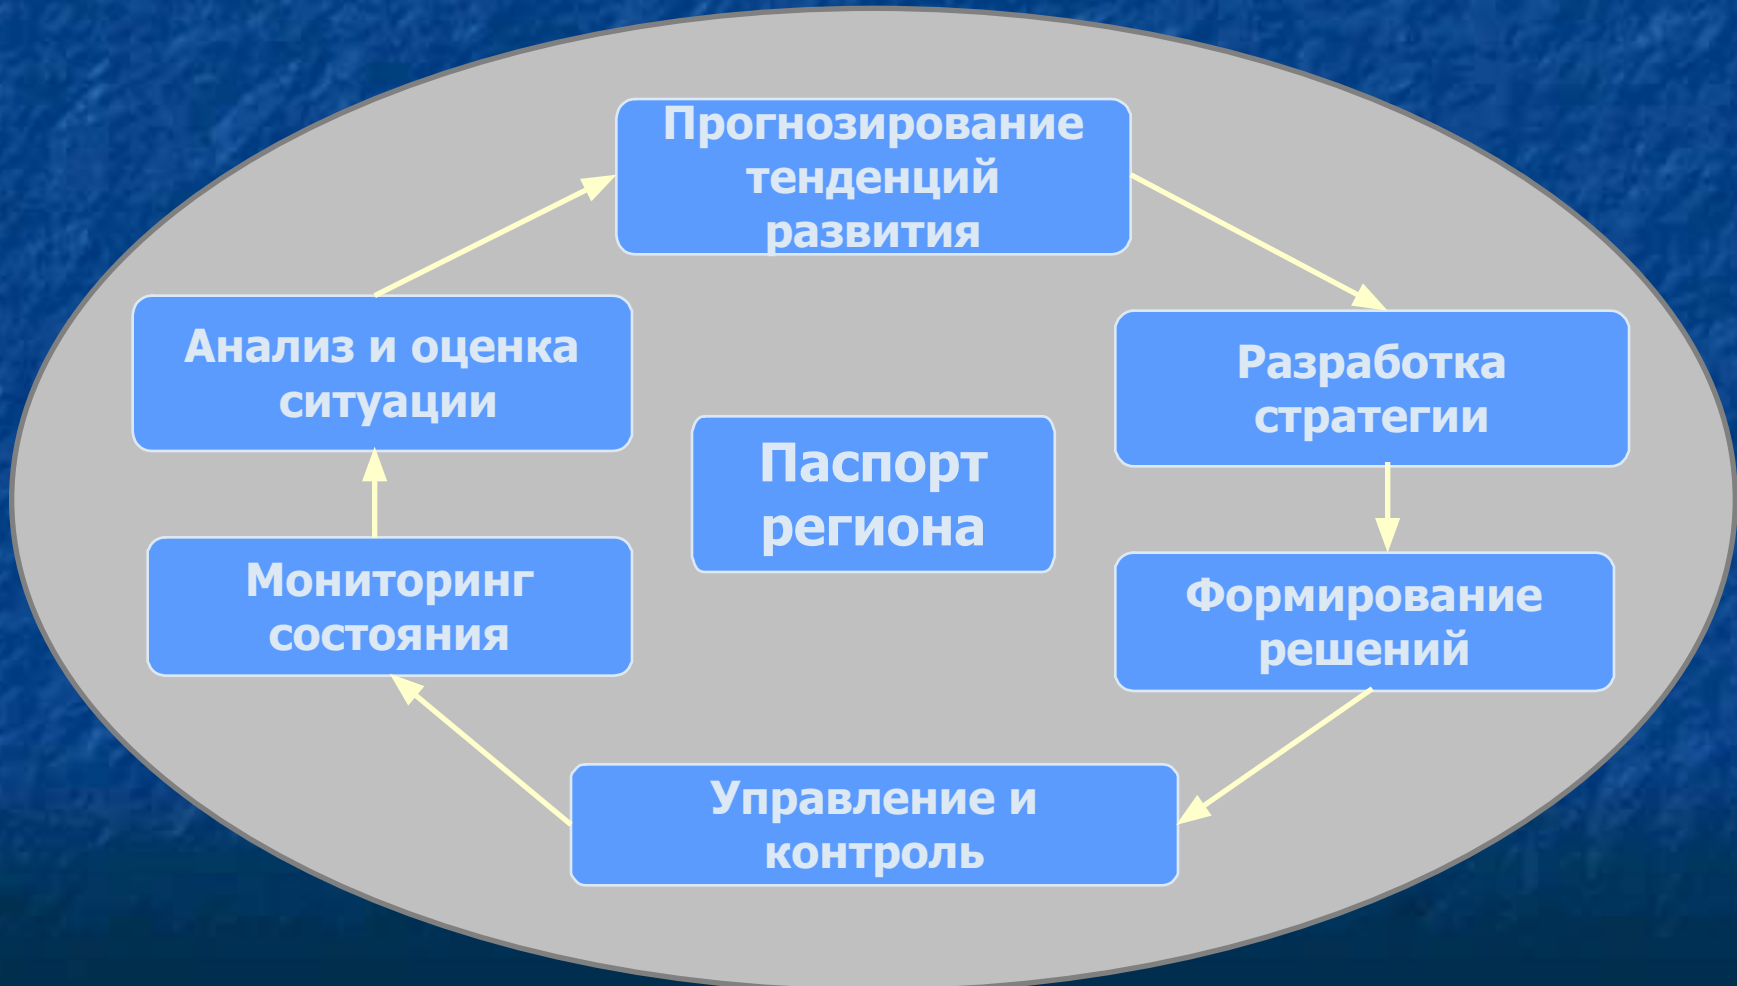 Прогнозирование
тенденций
развития
Анализ и оценка
ситуации
Разработка
стратегии
Паспорт
региона
Мониторинг
состояния
Формирование
решений
Управление и
контроль